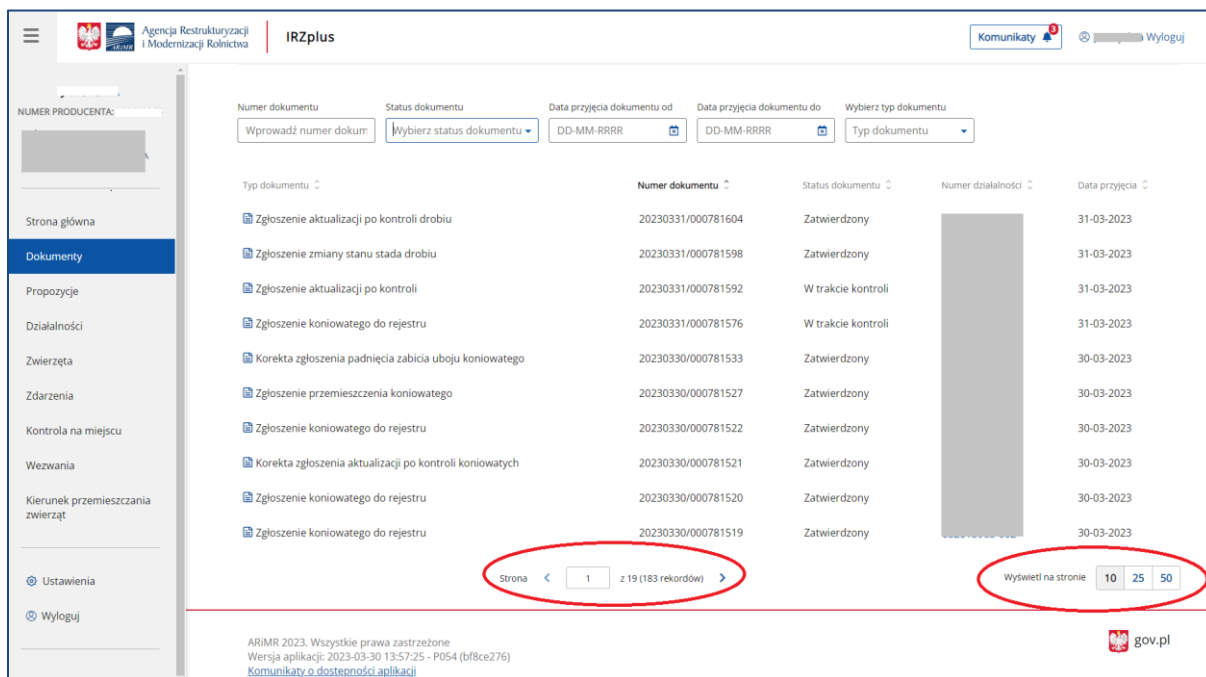 Agencja Restrukturyzacji
i Modernizacji Rolnictwa
ARiMR
IRZplus
Komunikaty 3
Wyloguj
NUMER PRODUCENTA:
Strona główna
Dokumenty
Propozycje
Działalności
Zwierzęta
Zdarzenia
Kontrola na miejscu
Wezwania
Kierunek przemieszczania
zwierząt
Ustawienia
Wyloguj
Numer dokumentu Status dokumentu Data przyjęcia dokumentu od Data przyjęcia dokumentu do Wybierz typ dokumentu
Wprowadź numer dokum Wybierz status dokumentu DD-MM-RRRR DD-MM-RRRR Typ dokumentu
Typ dokumentu Numer dokumentu Status dokumentu Numer działalności Data przyjęcia
Zgłoszenie aktualizacji po kontroli drobiu 20230331/000781604 Zatwierdzony 31-03-2023
Zgłoszenie zmiany stanu stada drobiu 20230331/000781598 Zatwierdzony 31-03-2023
Zgłoszenie aktualizacji po kontroli 20230331/000781592 W trakcie kontroli 31-03-2023
Zgłoszenie koniowatego do rejestru 20230331/000781576 W trakcie kontroli 31-03-2023
Korekta zgłoszenia padnięcia zabicia uboju koniowatego 20230330/000781533 Zatwierdzony 30-03-2023
Zgłoszenie przemieszczenia koniowatego 20230330/000781527 Zatwierdzony 30-03-2023
Zgłoszenie koniowatego do rejestru 20230330/000781522 Zatwierdzony 30-03-2023
Korekta zgłoszenia aktualizacji po kontroli koniowatych 20230330/000781521 Zatwierdzony 30-03-2023
Zgłoszenie koniowatego do rejestru 20230330/000781520 Zatwierdzony 30-03-2023
Zgłoszenie koniowatego do rejestru 20230330/000781519 Zatwierdzony 30-03-2023
Strona < 1 z 19 (183 rekordów) > Wyświetl na stronie 10 25 50
ARiMR 2023. Wszystkie prawa zastrzeżone
Wersja aplikacji: 2023-03-30 13:57:25 - P054 (bf8ce276)
Komunikaty o dostępności aplikacji
gov.pl